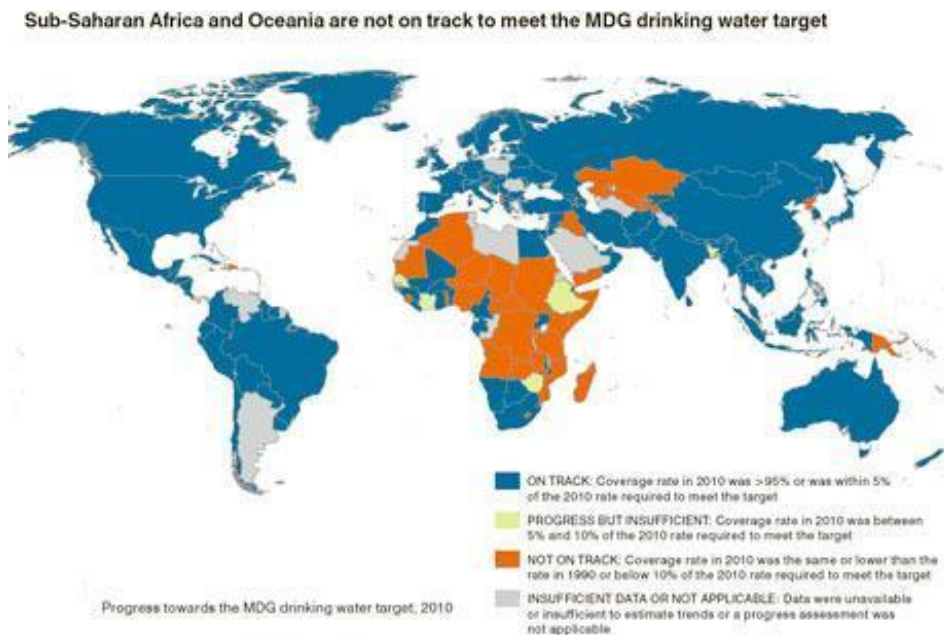 Sub-Saharan Africa and Oceania are not on track to meet the MDG drinking water target
ON TRACK: Coverage rate in 2010 was >95% or was within 5%
of the 2010 rate required to meet the target
PROGRESS BUT INSUFFICIENT: Coverage rate in 2010 was between
5% and 10% of the 2010 rate required to meet the target
NOT ON TRACK: Coverage rate in 2010 was the same or lower than the
rate in 1990 or below 10% of the 2010 rate required to meet the target
INSUFFICIENT DATA OR NOT APPLICABLE: Data were unavailable
or insufficient to estimate trends or a progress assessment was
not applicable
Progress towards the MDG drinking water target, 2010